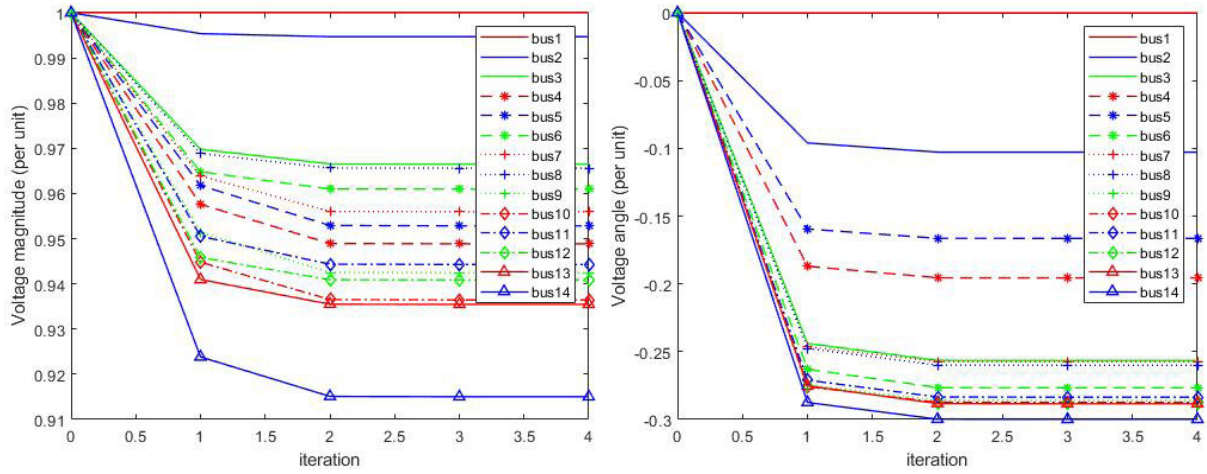 1
0.99
0.98
0.97
0.96
0.95
0.94
0.93
0.92
0.91
Voltage magnitude (per unit)
0 0.5 1 1.5 2 2.5 3 3.5 4
iteration
bus1
bus2
bus3
bus4
bus5
bus6
bus7
bus8
bus9
bus10
bus11
bus12
bus13
bus14
-0
-0.05
-0.1
-0.15
-0.2
-0.25
-0.3
Voltage angle (per unit)
0 0.5 1 1.5 2 2.5 3 3.5 4
iteration
bus1
bus2
bus3
bus4
bus5
bus6
bus7
bus8
bus9
bus10
bus11
bus12
bus13
bus14